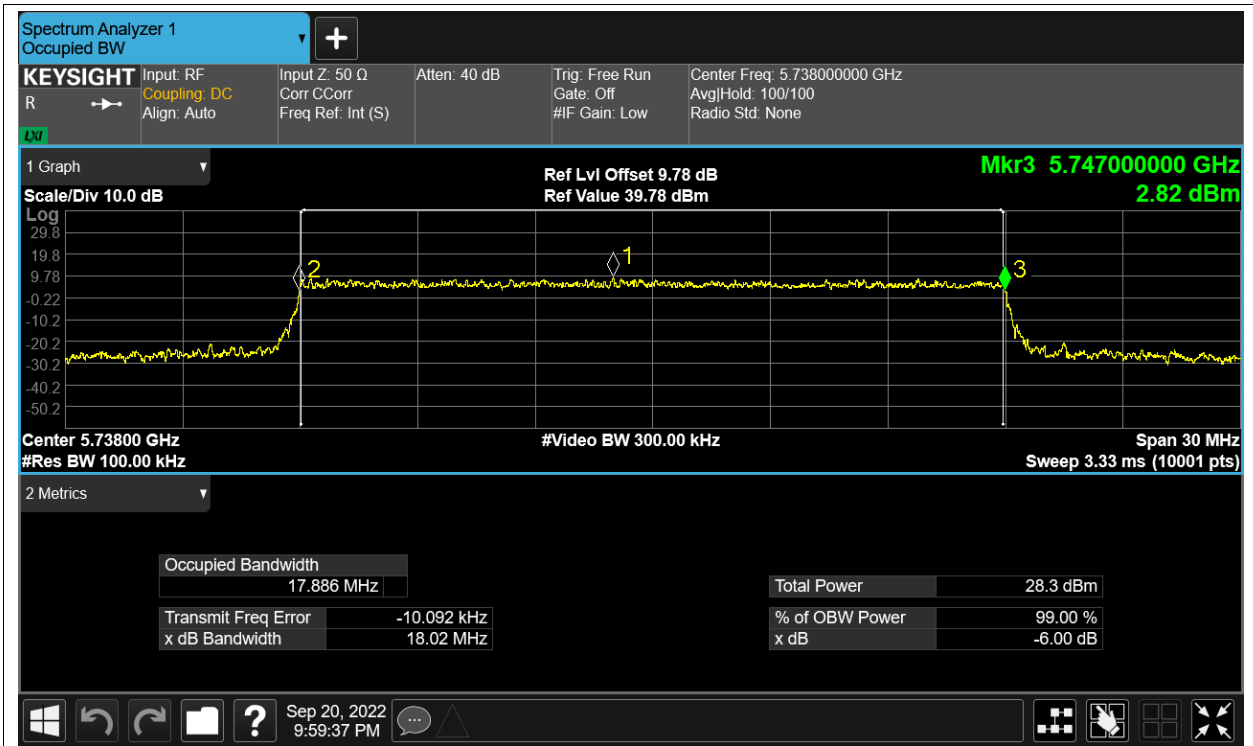 Spectrum Analyzer 1
Occupied BW
KEYSIGHT
R
LXI
Input: RF
Coupling: DC
Align: Auto
Input Z: 50 Ω
Corr CCorr
Freq Ref: Int (S)
Atten: 40 dB
Trig: Free Run
Gate: Off
#IF Gain: Low
Center Freq: 5.738000000 GHz
Avg|Hold: 100/100
Radio Std: None
1 Graph
Scale/Div 10.0 dB
Ref Lvl Offset 9.78 dB
Ref Value 39.78 dBm
Mkr3 5.747000000 GHz
2.82 dBm
Log
29.8
19.8
9.78
-0.22
-10.2
-20.2
-30.2
-40.2
-50.2
1
2
3
Center 5.73800 GHz
#Res BW 100.00 kHz
#Video BW 300.00 kHz
Span 30 MHz
Sweep 3.33 ms (10001 pts)
2 Metrics
Occupied Bandwidth
17.886 MHz
Transmit Freq Error -10.092 kHz
x dB Bandwidth 18.02 MHz
Total Power 28.3 dBm
% of OBW Power 99.00 %
x dB -6.00 dB
?
Sep 20, 2022
9:59:37 PM